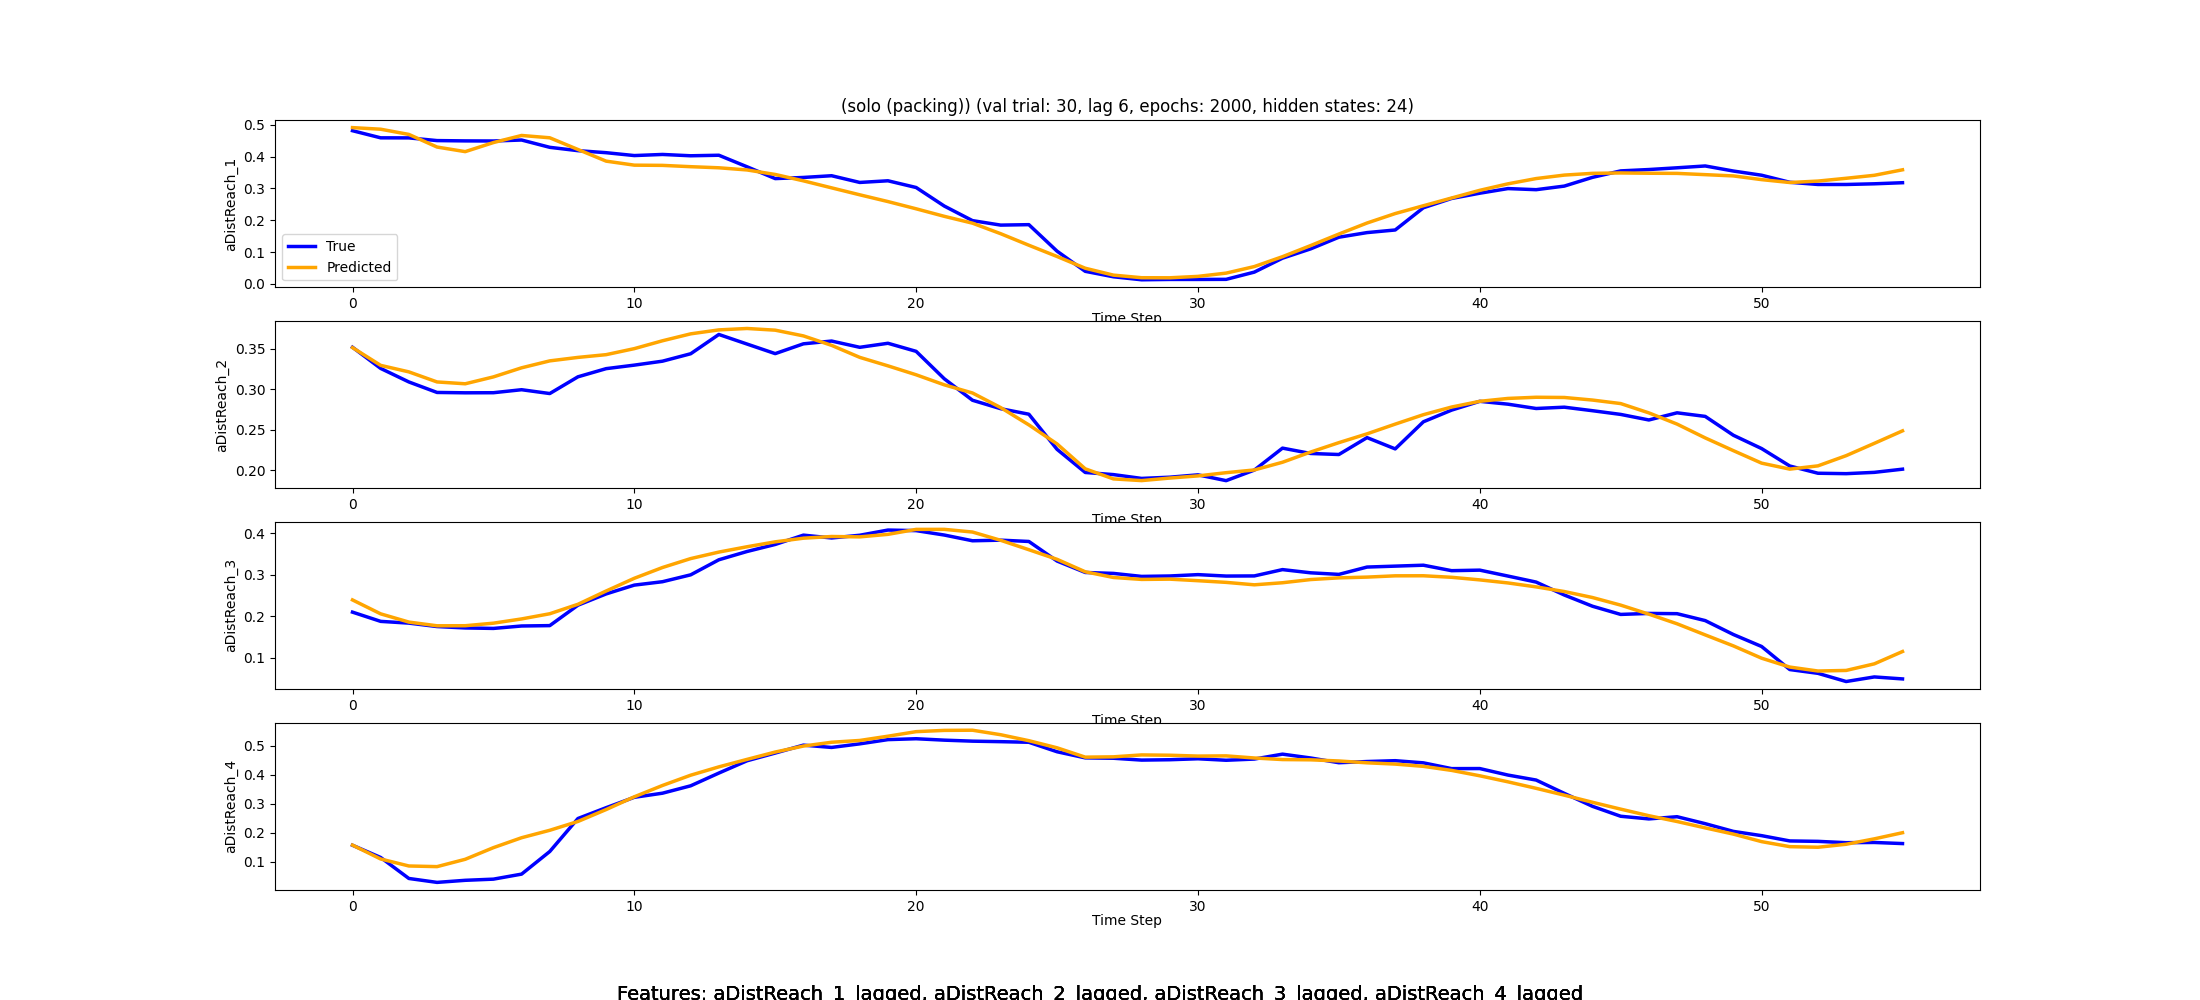 (solo (packing)) (val trial: 30, lag 6, epochs: 2000, hidden states: 24)
aDistReach_1
0.5
0.4
0.3
0.2
0.1
0.0
True
Predicted
0 10 20 30 40 50
Time Step
aDistReach_2
0.35
0.30
0.25
0.20
0 10 20 30 40 50
Time Step
aDistReach_3
0.4
0.3
0.2
0.1
0 10 20 30 40 50
Time Step
aDistReach_4
0.5
0.4
0.3
0.2
0.1
0 10 20 30 40 50
Time Step
Features: aDistReach_1_lagged, aDistReach_2_lagged, aDistReach_3_lagged, aDistReach_4_lagged